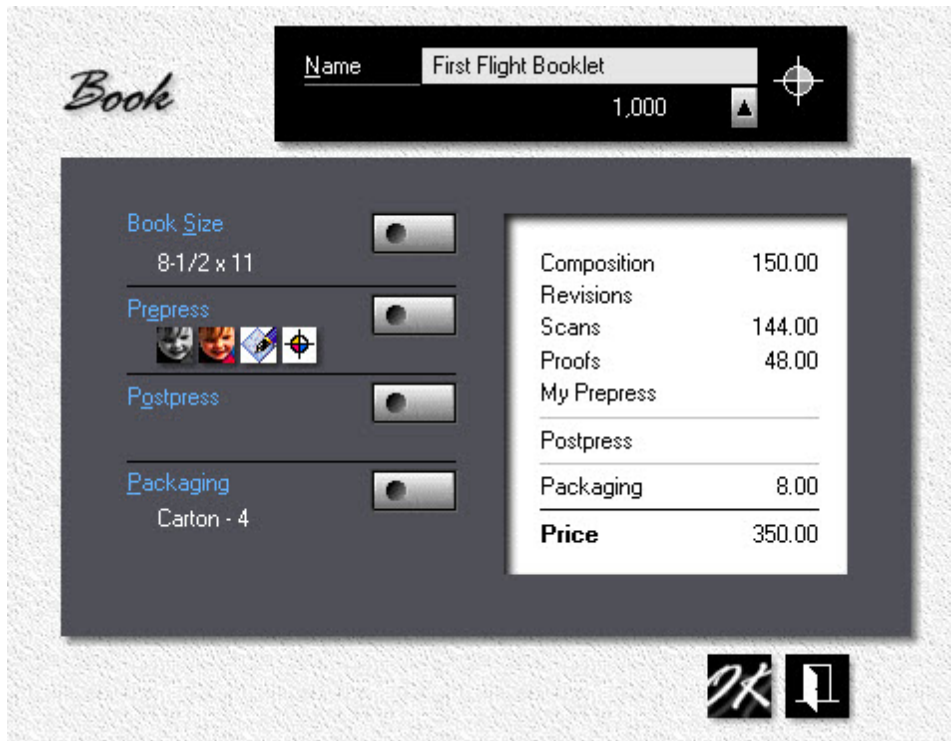 Book
Name First Flight Booklet
1,000
Book Size
8-1/2 x 11
Prepress
Postpress
Packaging
Carton - 4
Composition 150.00
Revisions
Scans 144.00
Proofs 48.00
My Prepress
Postpress
Packaging 8.00
Price 350.00
OK